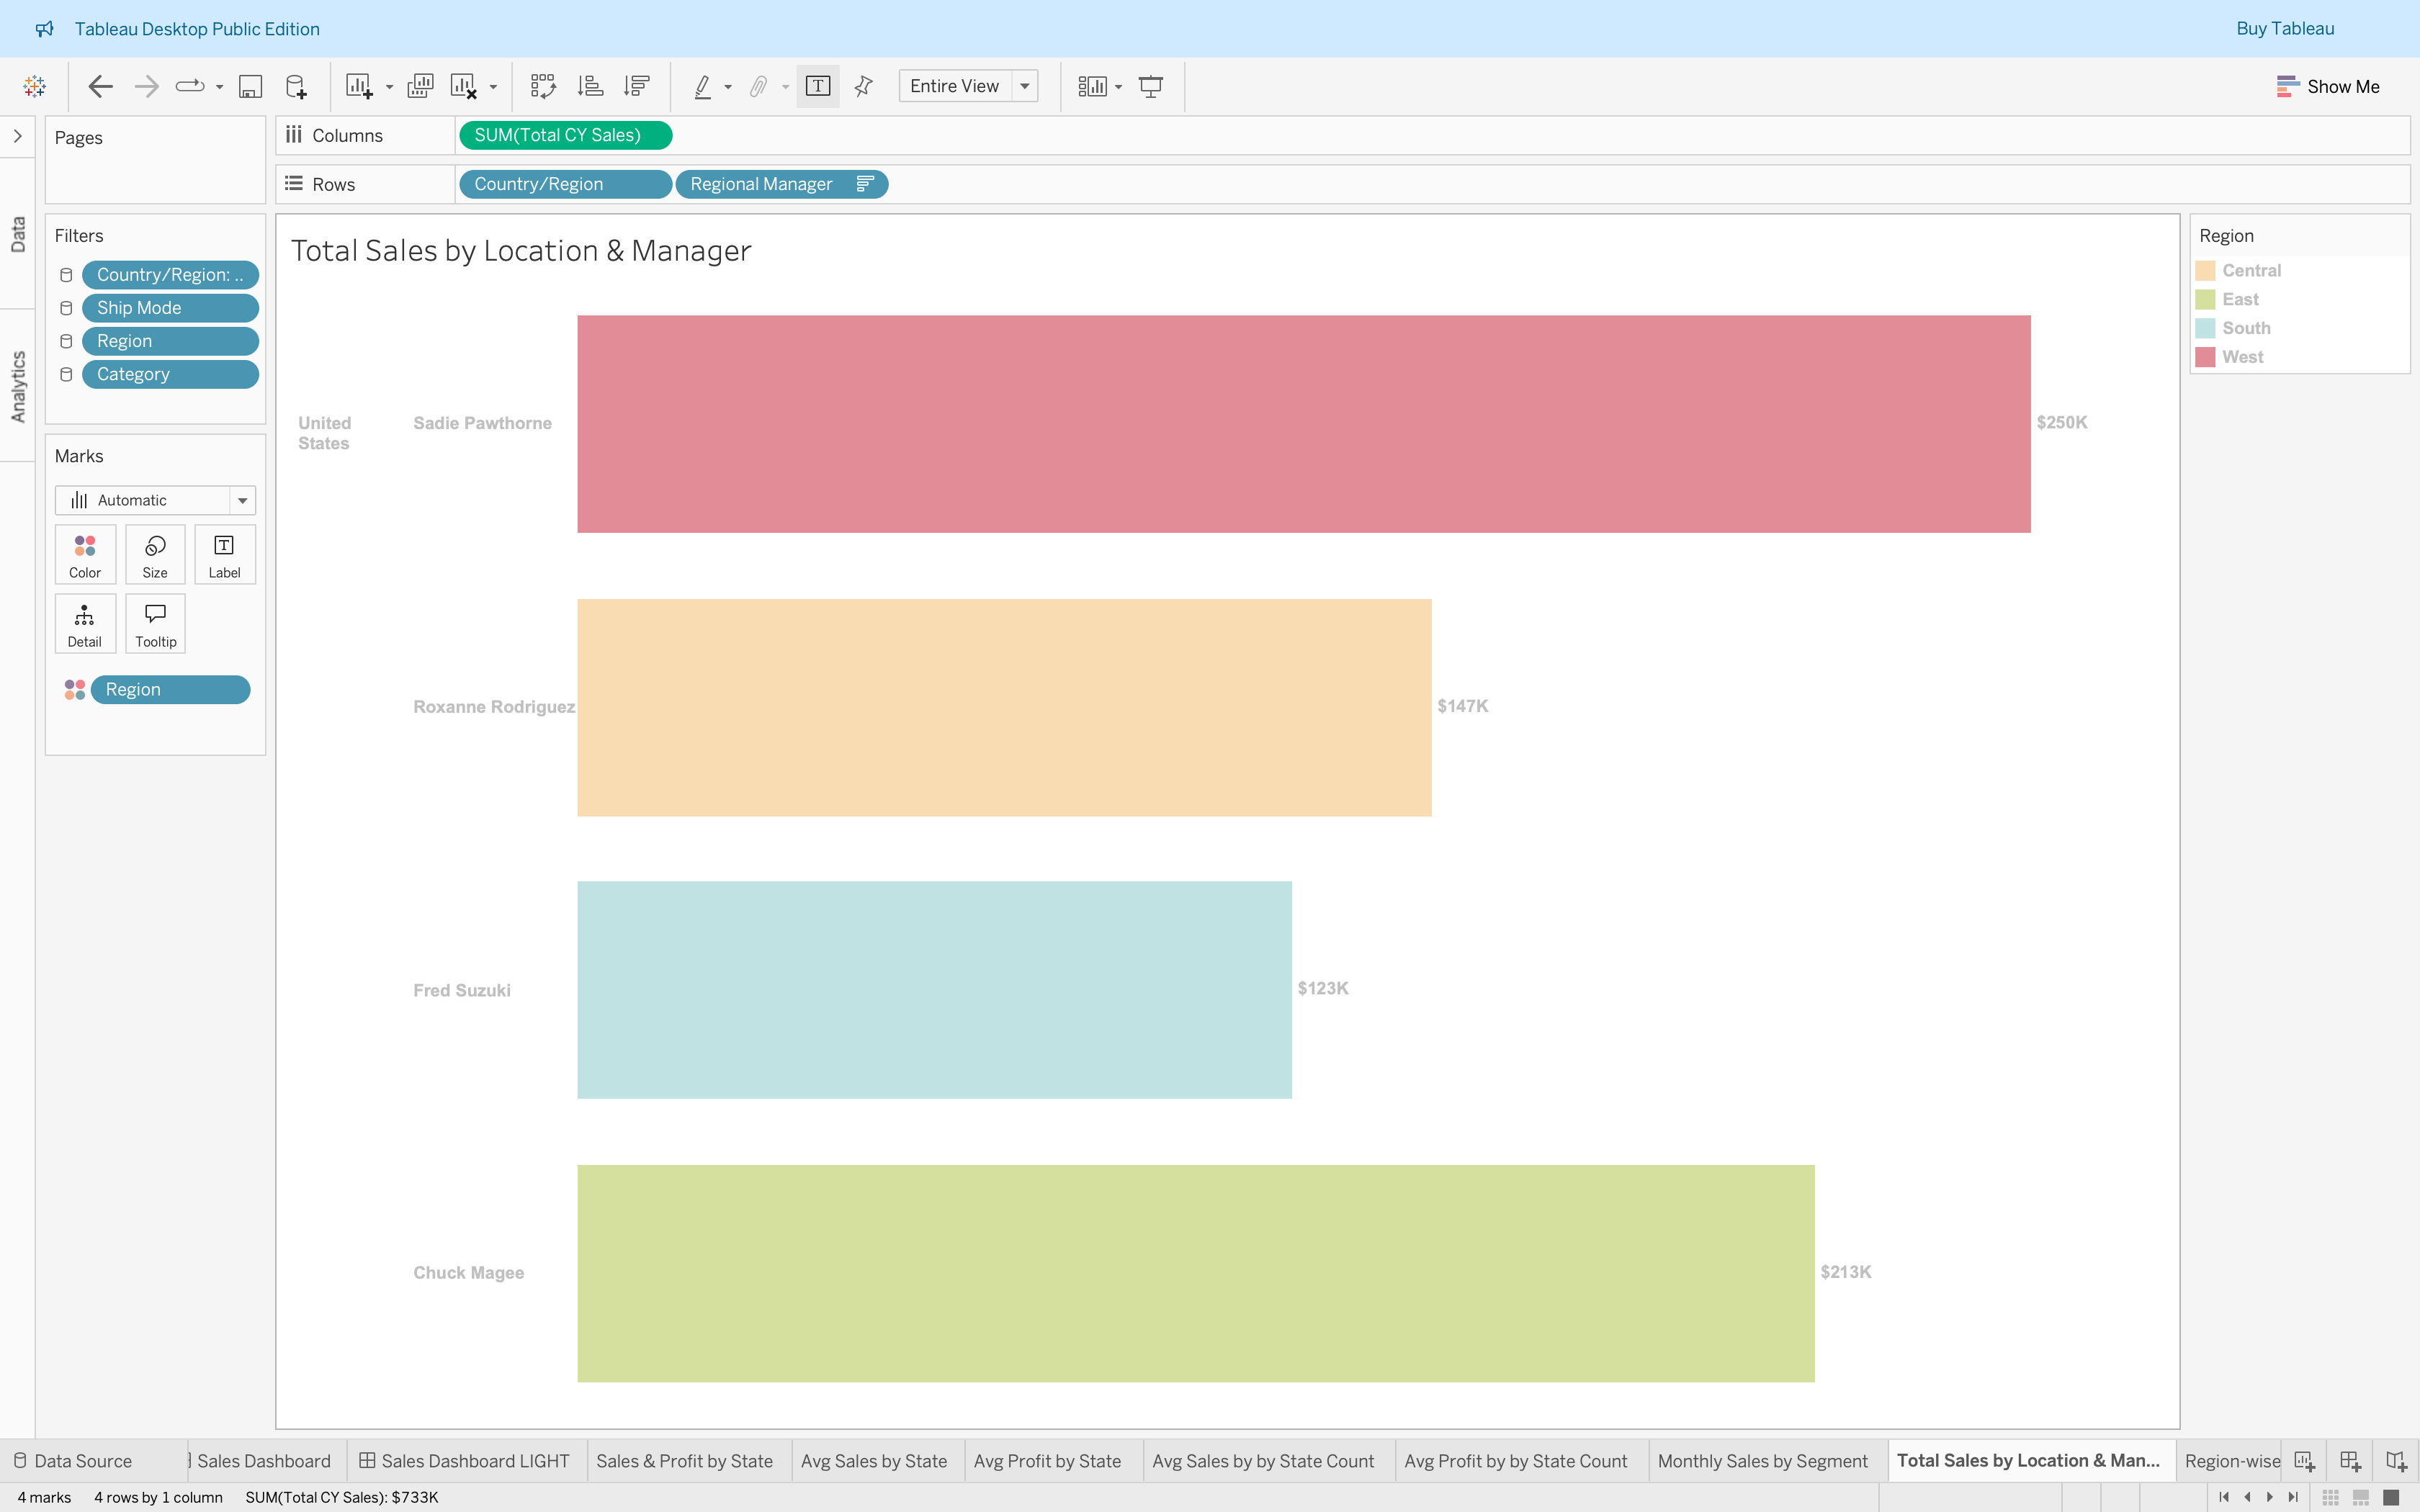 Tableau Desktop Public Edition
Buy Tableau
Entire View
Show Me
Pages
Columns
SUM(Total CY Sales)
Rows
Country/Region
Regional Manager
Data
Analytics
Filters
Country/Region: ..
Ship Mode
Region
Category
Marks
Automatic
Color
Size
Label
Detail
Tooltip
Region
Total Sales by Location & Manager
United
States
Sadie Pawthorne
$250K
Roxanne Rodriguez
$147K
Fred Suzuki
$123K
Chuck Magee
$213K
Region
Central
East
South
West
Data Source
Sales Dashboard
Sales Dashboard LIGHT
Sales & Profit by State
Avg Sales by State
Avg Profit by State
Avg Sales by by State Count
Avg Profit by by State Count
Monthly Sales by Segment
Total Sales by Location & Man...
Region-wise
4 marks
4 rows by 1 column
SUM(Total CY Sales): $733K